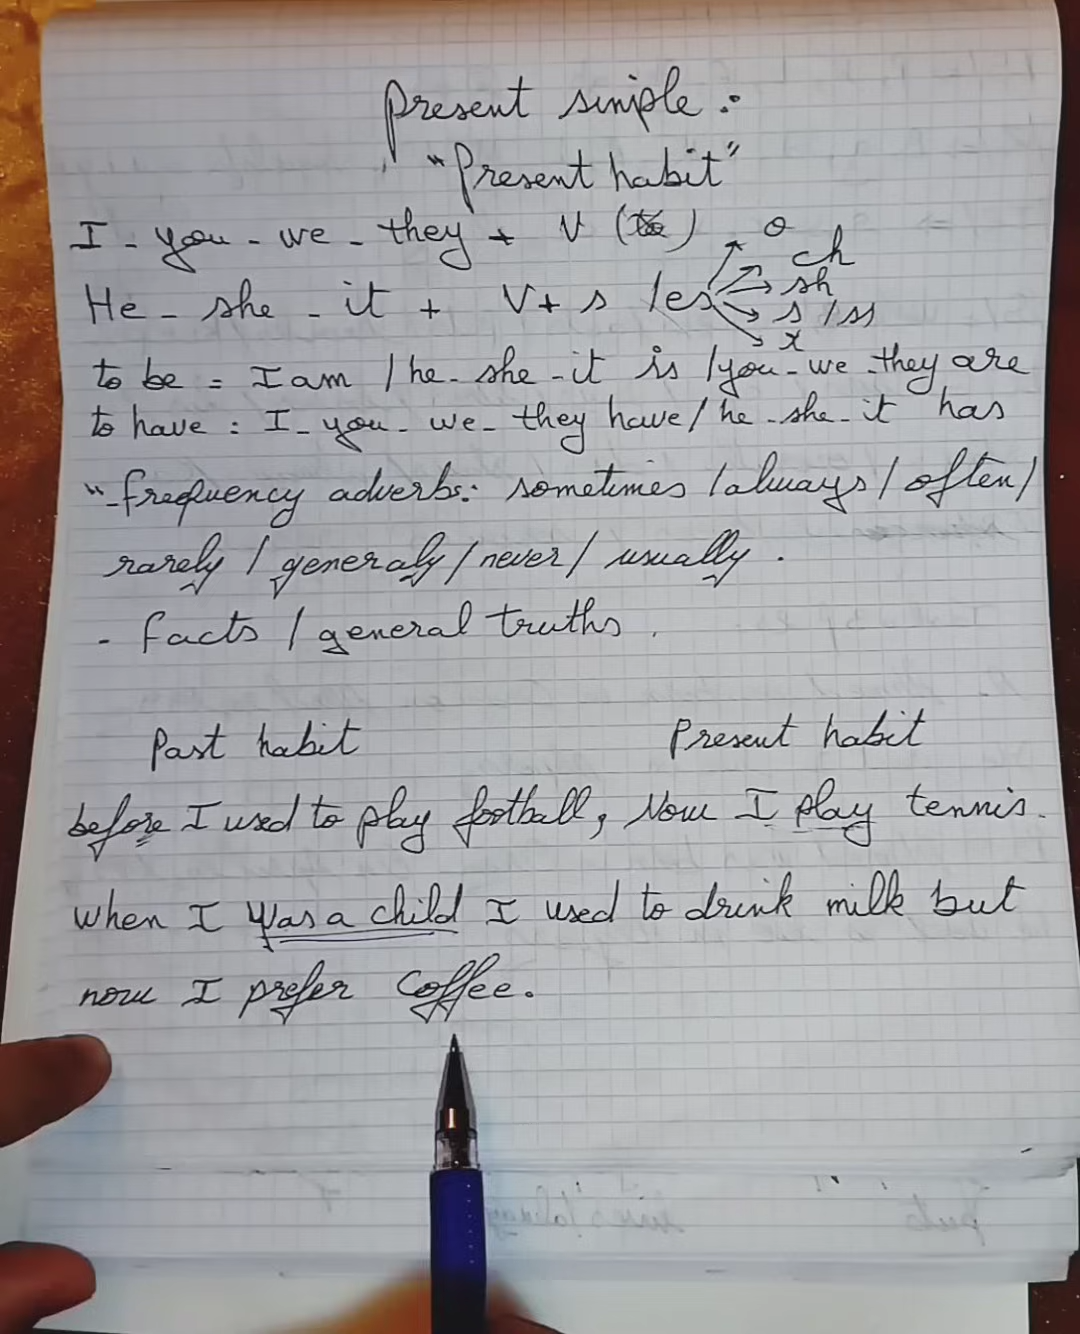 Present simple :
"Present habit"
I - you - we - they + V (to)
o
ch
He - she - it + V + s / es
sh
s / ss
x
to be = I am / he - she - it is / you - we - they are
to have : I - you - we - they have / he - she - it has
"- frequency adverbs: sometimes / always / often /
rarely / generaly / never / usually .
- facts / general truths .
Past habit Present habit
before I used to play football, Now I play tennis.
When I was a child I used to drink milk but
now I prefer Coffee.